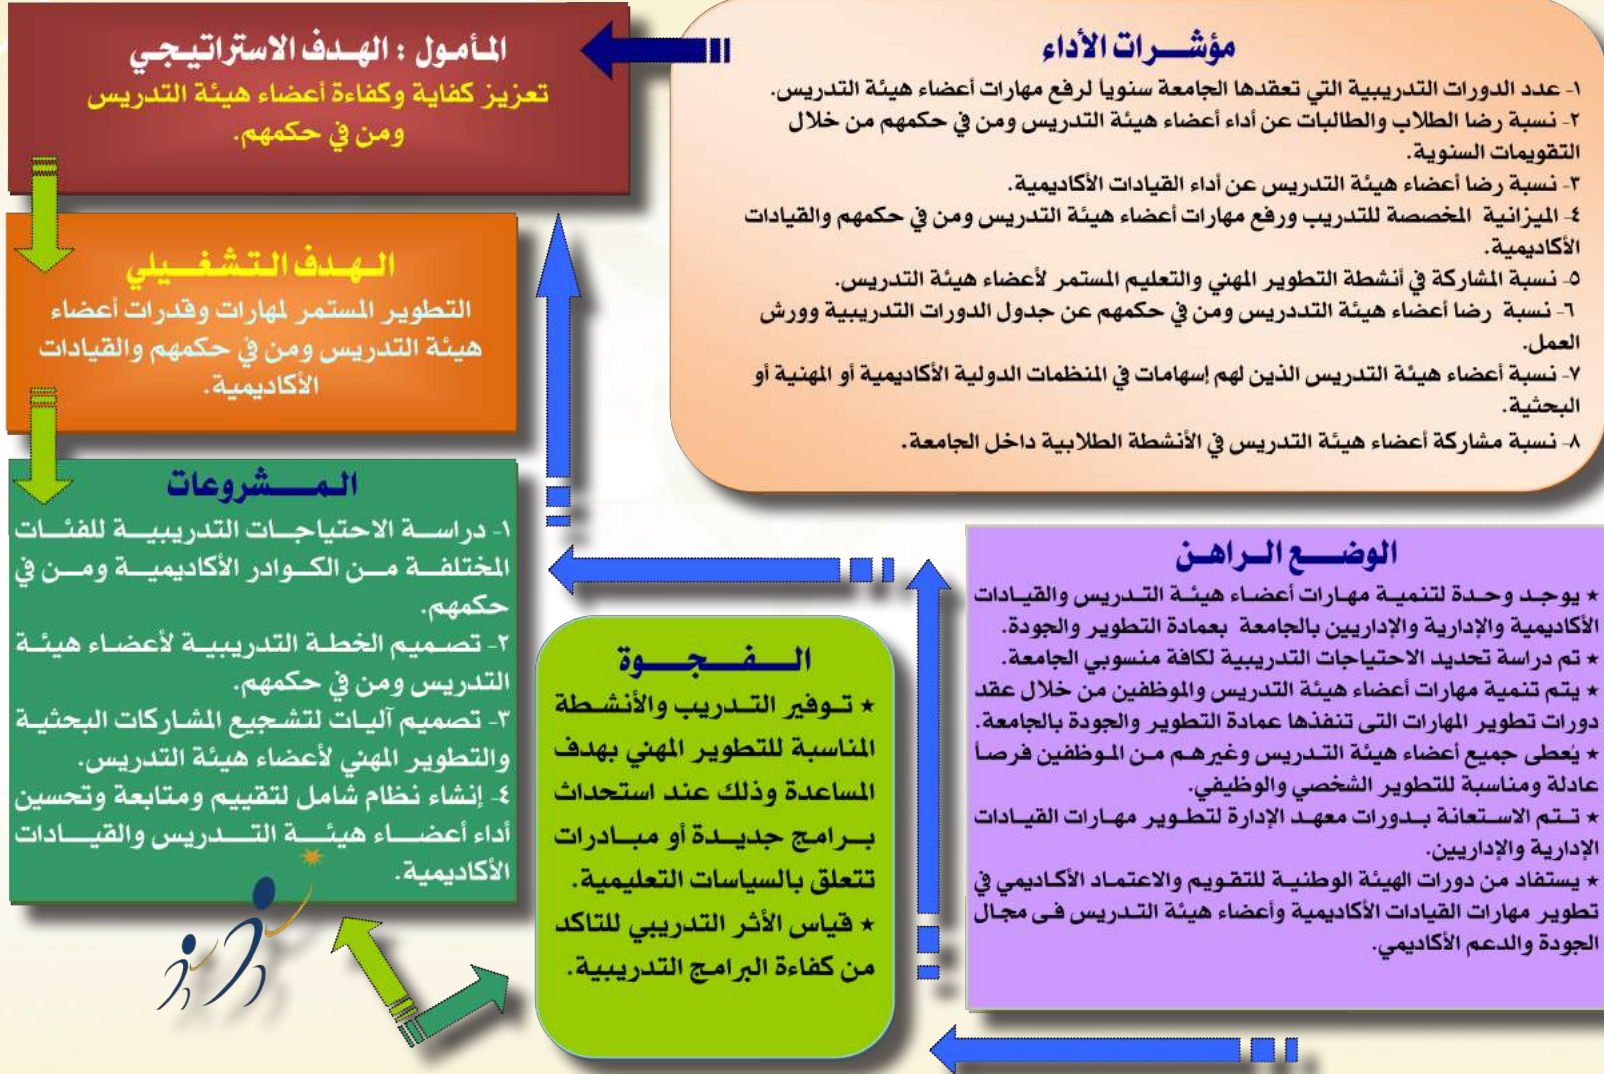 مؤشرات الأداء
١- عدد الدورات التدريبية التي تعقدها الجامعة سنوياً لرفع مهارات أعضاء هيئة التدريس.
٢- نسبة رضا الطلاب والطالبات عن أداء أعضاء هيئة التدريس ومن في حكمهم من خلال
التقويمات السنوية.
٣- نسبة رضا أعضاء هيئة التدريس عن أداء القيادات الأكاديمية.
٤- الميزانية المخصصة للتدريب ورفع مهارات أعضاء هيئة التدريس ومن في حكمهم والقيادات
الأكاديمية.
٥- نسبة المشاركة في أنشطة التطوير المهني والتعليم المستمر لأعضاء هيئة التدريس.
٦- نسبة رضا أعضاء هيئة التددريس ومن في حكمهم عن جدول الدورات التدريبية وورش
العمل.
٧- نسبة أعضاء هيئة التدريس الذين لهم إسهامات في المنظمات الدولية الأكاديمية أو المهنية أو
البحثية.
٨- نسبة مشاركة أعضاء هيئة التدريس في الأنشطة الطلابية داخل الجامعة.
المأمول : الهدف الاستراتيجي
تعزيز كفاية وكفاءة أعضاء هيئة التدريس
ومن في حكمهم.
الهدف التشغيلي
التطوير المستمر لمهارات وقدرات أعضاء
هيئة التدريس ومن في حكمهم والقيادات
الأكاديمية.
المشروعات
١- دراسة الاحتياجات التدريبية للفئات
المختلفة من الكوادر الأكاديمية ومن في
حكمهم.
٢- تصميم الخطة التدريبية لأعضاء هيئة
التدريس ومن في حكمهم.
٣- تصميم آليات لتشجيع المشاركات البحثية
والتطوير المهني لأعضاء هيئة التدريس.
٤- إنشاء نظام شامل لتقييم ومتابعة وتحسين
أداء أعضاء هيئة التدريس والقيادات
الأكاديمية.
الوضع الراهن
* يوجد وحدة لتنمية مهارات أعضاء هيئة التدريس والقيادات
الأكاديمية والإدارية والإداريين بالجامعة بعمادة التطوير والجودة.
* تم دراسة تحديد الاحتياجات التدريبية لكافة منسوبي الجامعة.
* يتم تنمية مهارات أعضاء هيئة التدريس والموظفين من خلال عقد
دورات تطوير المهارات التى تنفذها عمادة التطوير والجودة بالجامعة.
* يُعطى جميع أعضاء هيئة التدريس وغيرهم من الموظفين فرصاً
عادلة ومناسبة للتطوير الشخصي والوظيفي.
* تتم الاستعانة بدورات معهد الإدارة لتطوير مهارات القيادات
الإدارية والإداريين.
* يستفاد من دورات الهيئة الوطنية للتقويم والاعتماد الأكاديمي في
تطوير مهارات القيادات الأكاديمية وأعضاء هيئة التدريس فى مجال
الجودة والدعم الأكاديمي.
الفجوة
* توفير التدريب والأنشطة
المناسبة للتطوير المهني بهدف
المساعدة وذلك عند استحداث
برامج جديدة أو مبادرات
تتعلق بالسياسات التعليمية.
* قياس الأثر التدريبي للتاكد
من كفاءة البرامج التدريبية.